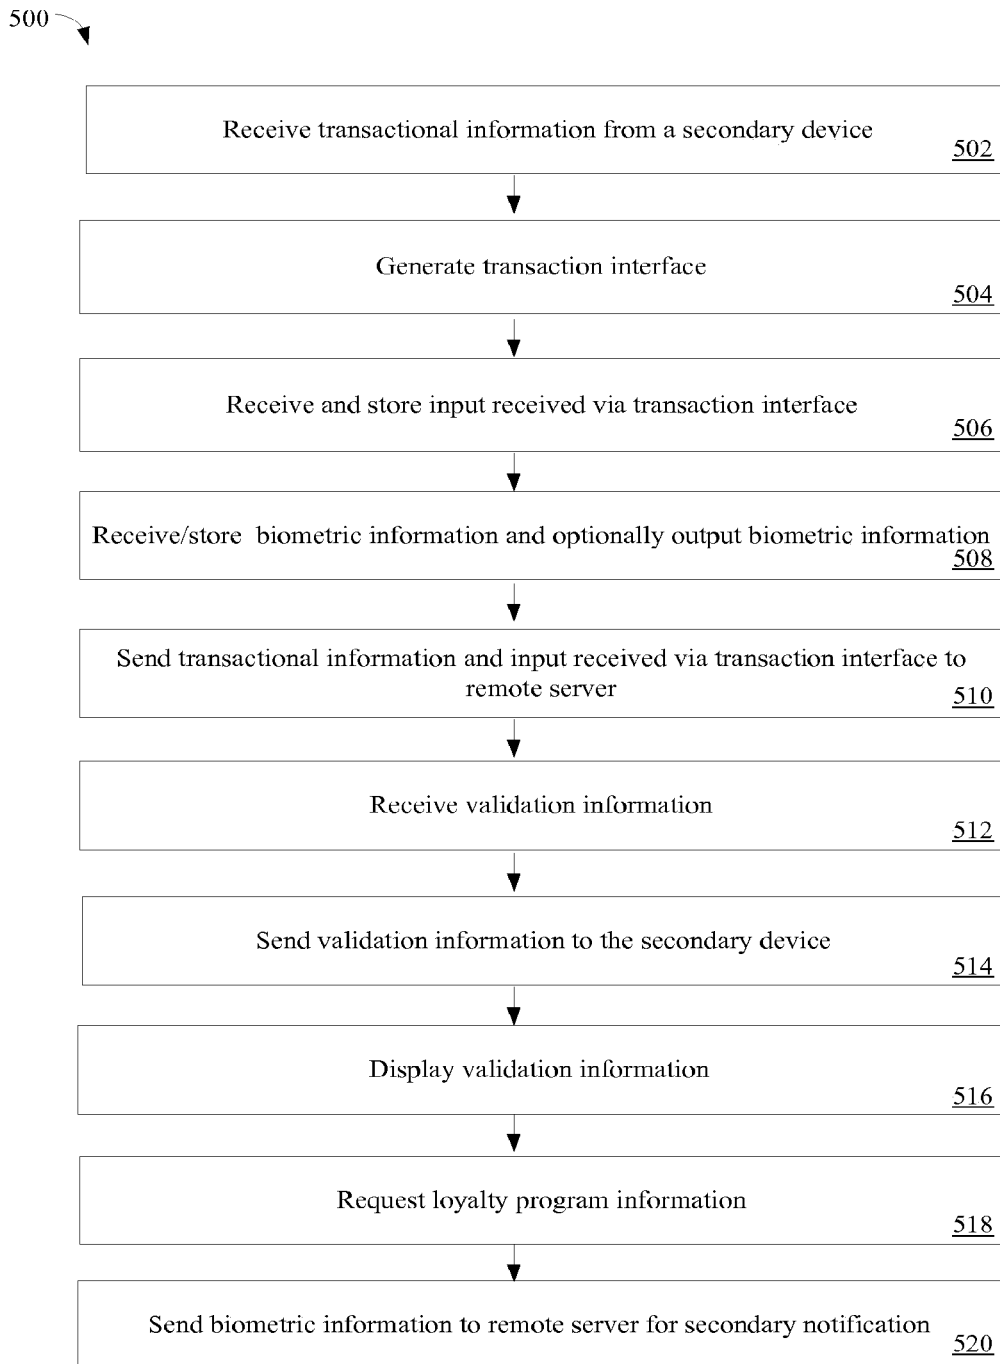 500
Receive transactional information from a secondary device
502
Generate transaction interface
504
Receive and store input received via transaction interface
506
Receive/store biometric information and optionally output biometric information
508
Send transactional information and input received via transaction interface to
remote server
510
Receive validation information
512
Send validation information to the secondary device
514
Display validation information
516
Request loyalty program information
518
Send biometric information to remote server for secondary notification
520